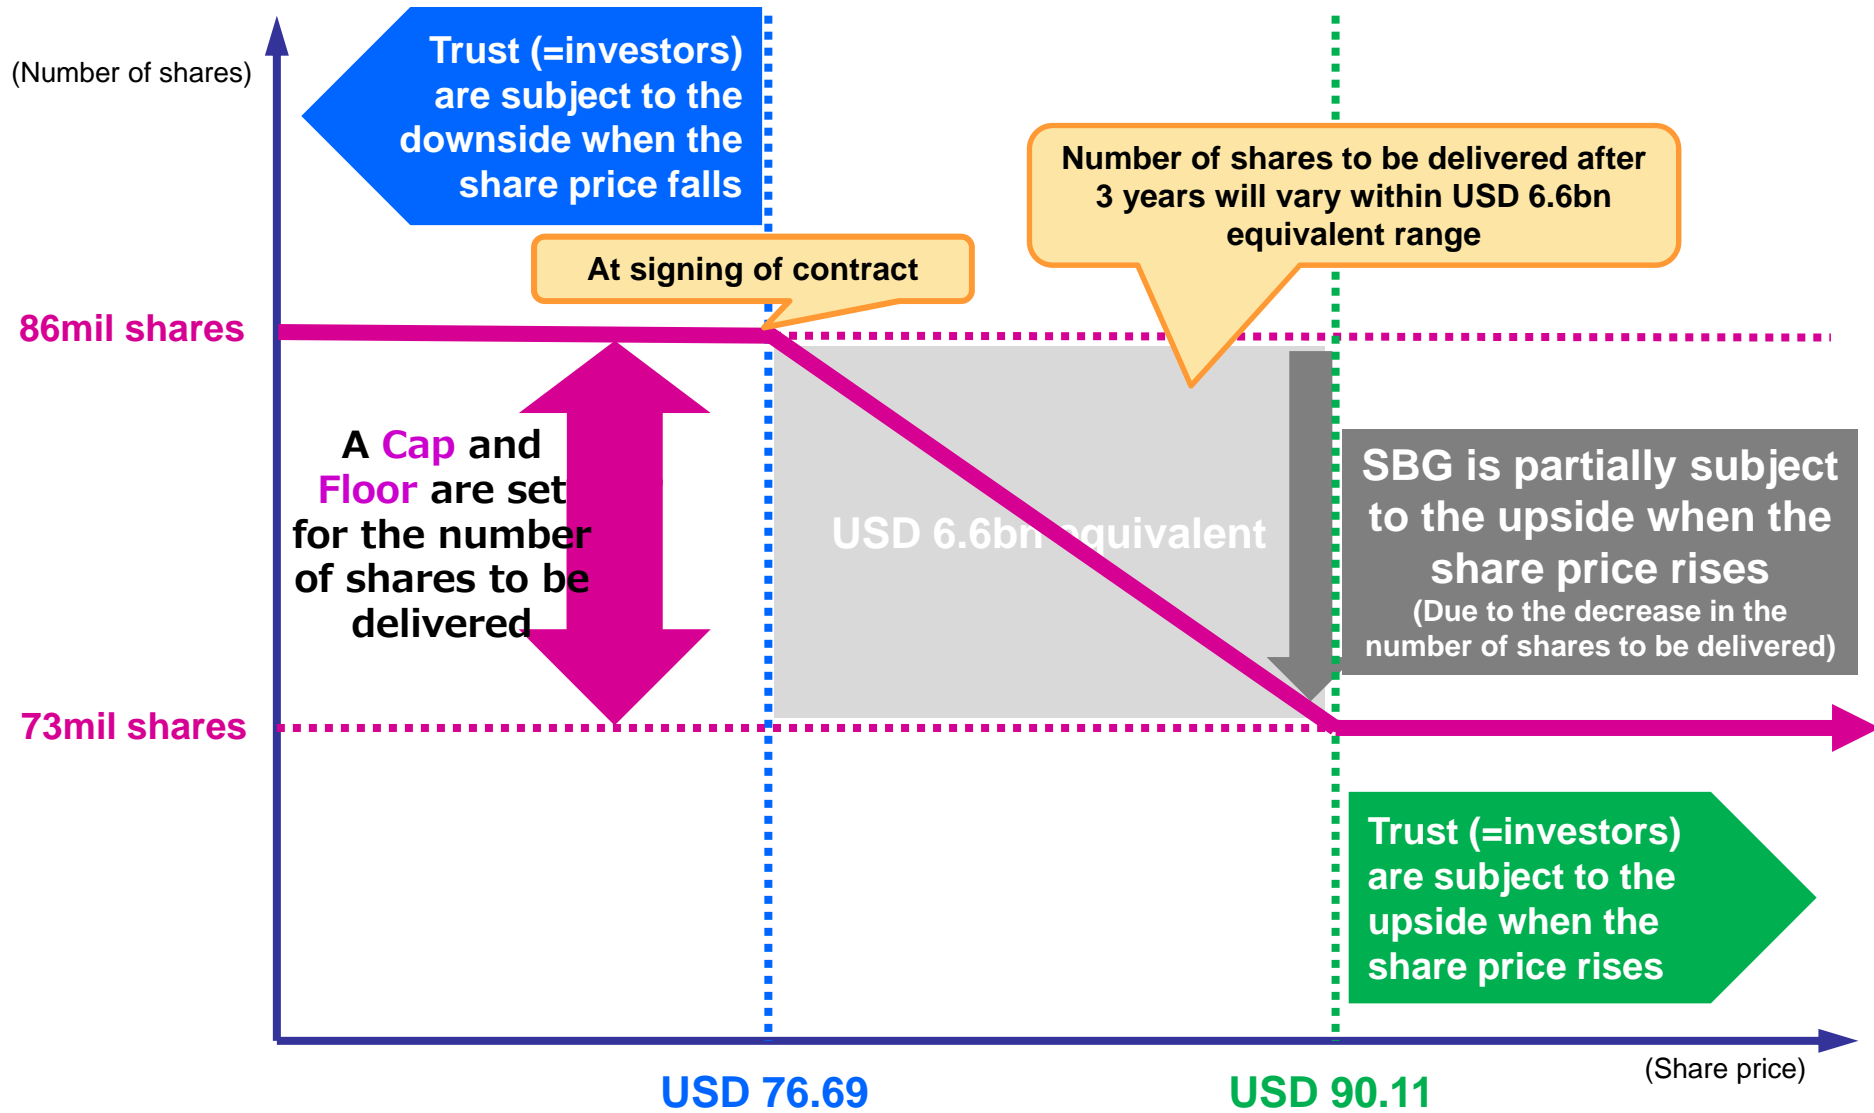 (Number of shares)
Trust (=investors)
are subject to the
downside when the
share price falls
Number of shares to be delivered after
3 years will vary within USD 6.6bn
equivalent range
At signing of contract
86mil shares
A Cap and
Floor are set
for the number
of shares to be
delivered
USD 6.6bn equivalent
SBG is partially subject
to the upside when the
share price rises
(Due to the decrease in the
number of shares to be delivered)
73mil shares
Trust (=investors)
are subject to the
upside when the
share price rises
(Share price)
USD 76.69
USD 90.11